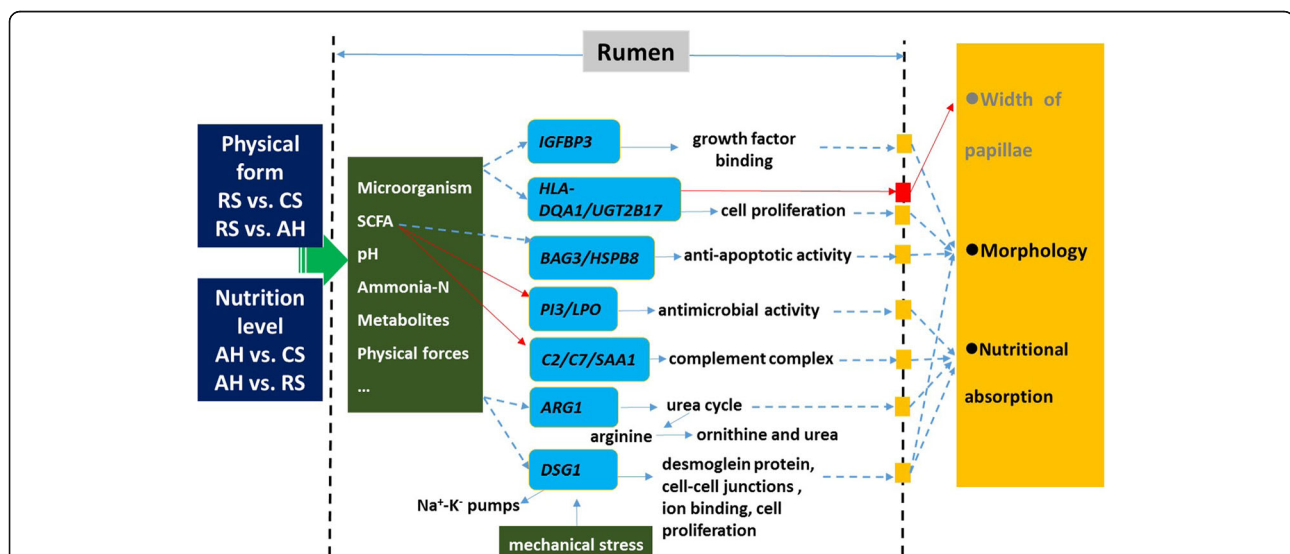 Rumen
Physical
form
RS vs. CS
RS vs. AH
Nutrition
level
AH vs. CS
AH vs. RS
Microorganism
SCFA
pH
Ammonia-N
Metabolites
Physical forces
...
IGFBP3
growth factor
binding
HLA-
DQA1/UGT2B17
cell proliferation
BAG3/HSPB8
anti-apoptotic activity
PI3/LPO
antimicrobial activity
C2/C7/SAA1
complement complex
ARG1
urea cycle
arginine
ornithine and urea
DSG1
desmoglein protein,
cell-cell junctions ,
ion binding, cell
proliferation
Na⁺-K⁻ pumps
mechanical stress
●Width of
papillae
●Morphology
●Nutritional
absorption